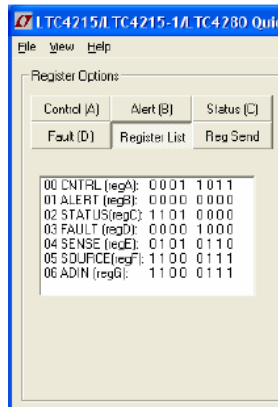 LTC4215/LTC4215-1/LTC4280 Qui
File View Help
Register Options
Control (A) Alert (B) Status (C)
Fault (D) Register List Reg Send
00 CNTRL (regA): 0001 1011
01 ALERT (regB): 0000 0000
02 STATUS(regC): 1101 0000
03 FAULT (regD): 0000 1000
04 SENSE (regE): 0101 0110
05 SOURCE(regF): 1100 0111
06 ADIN (regG): 1100 0111